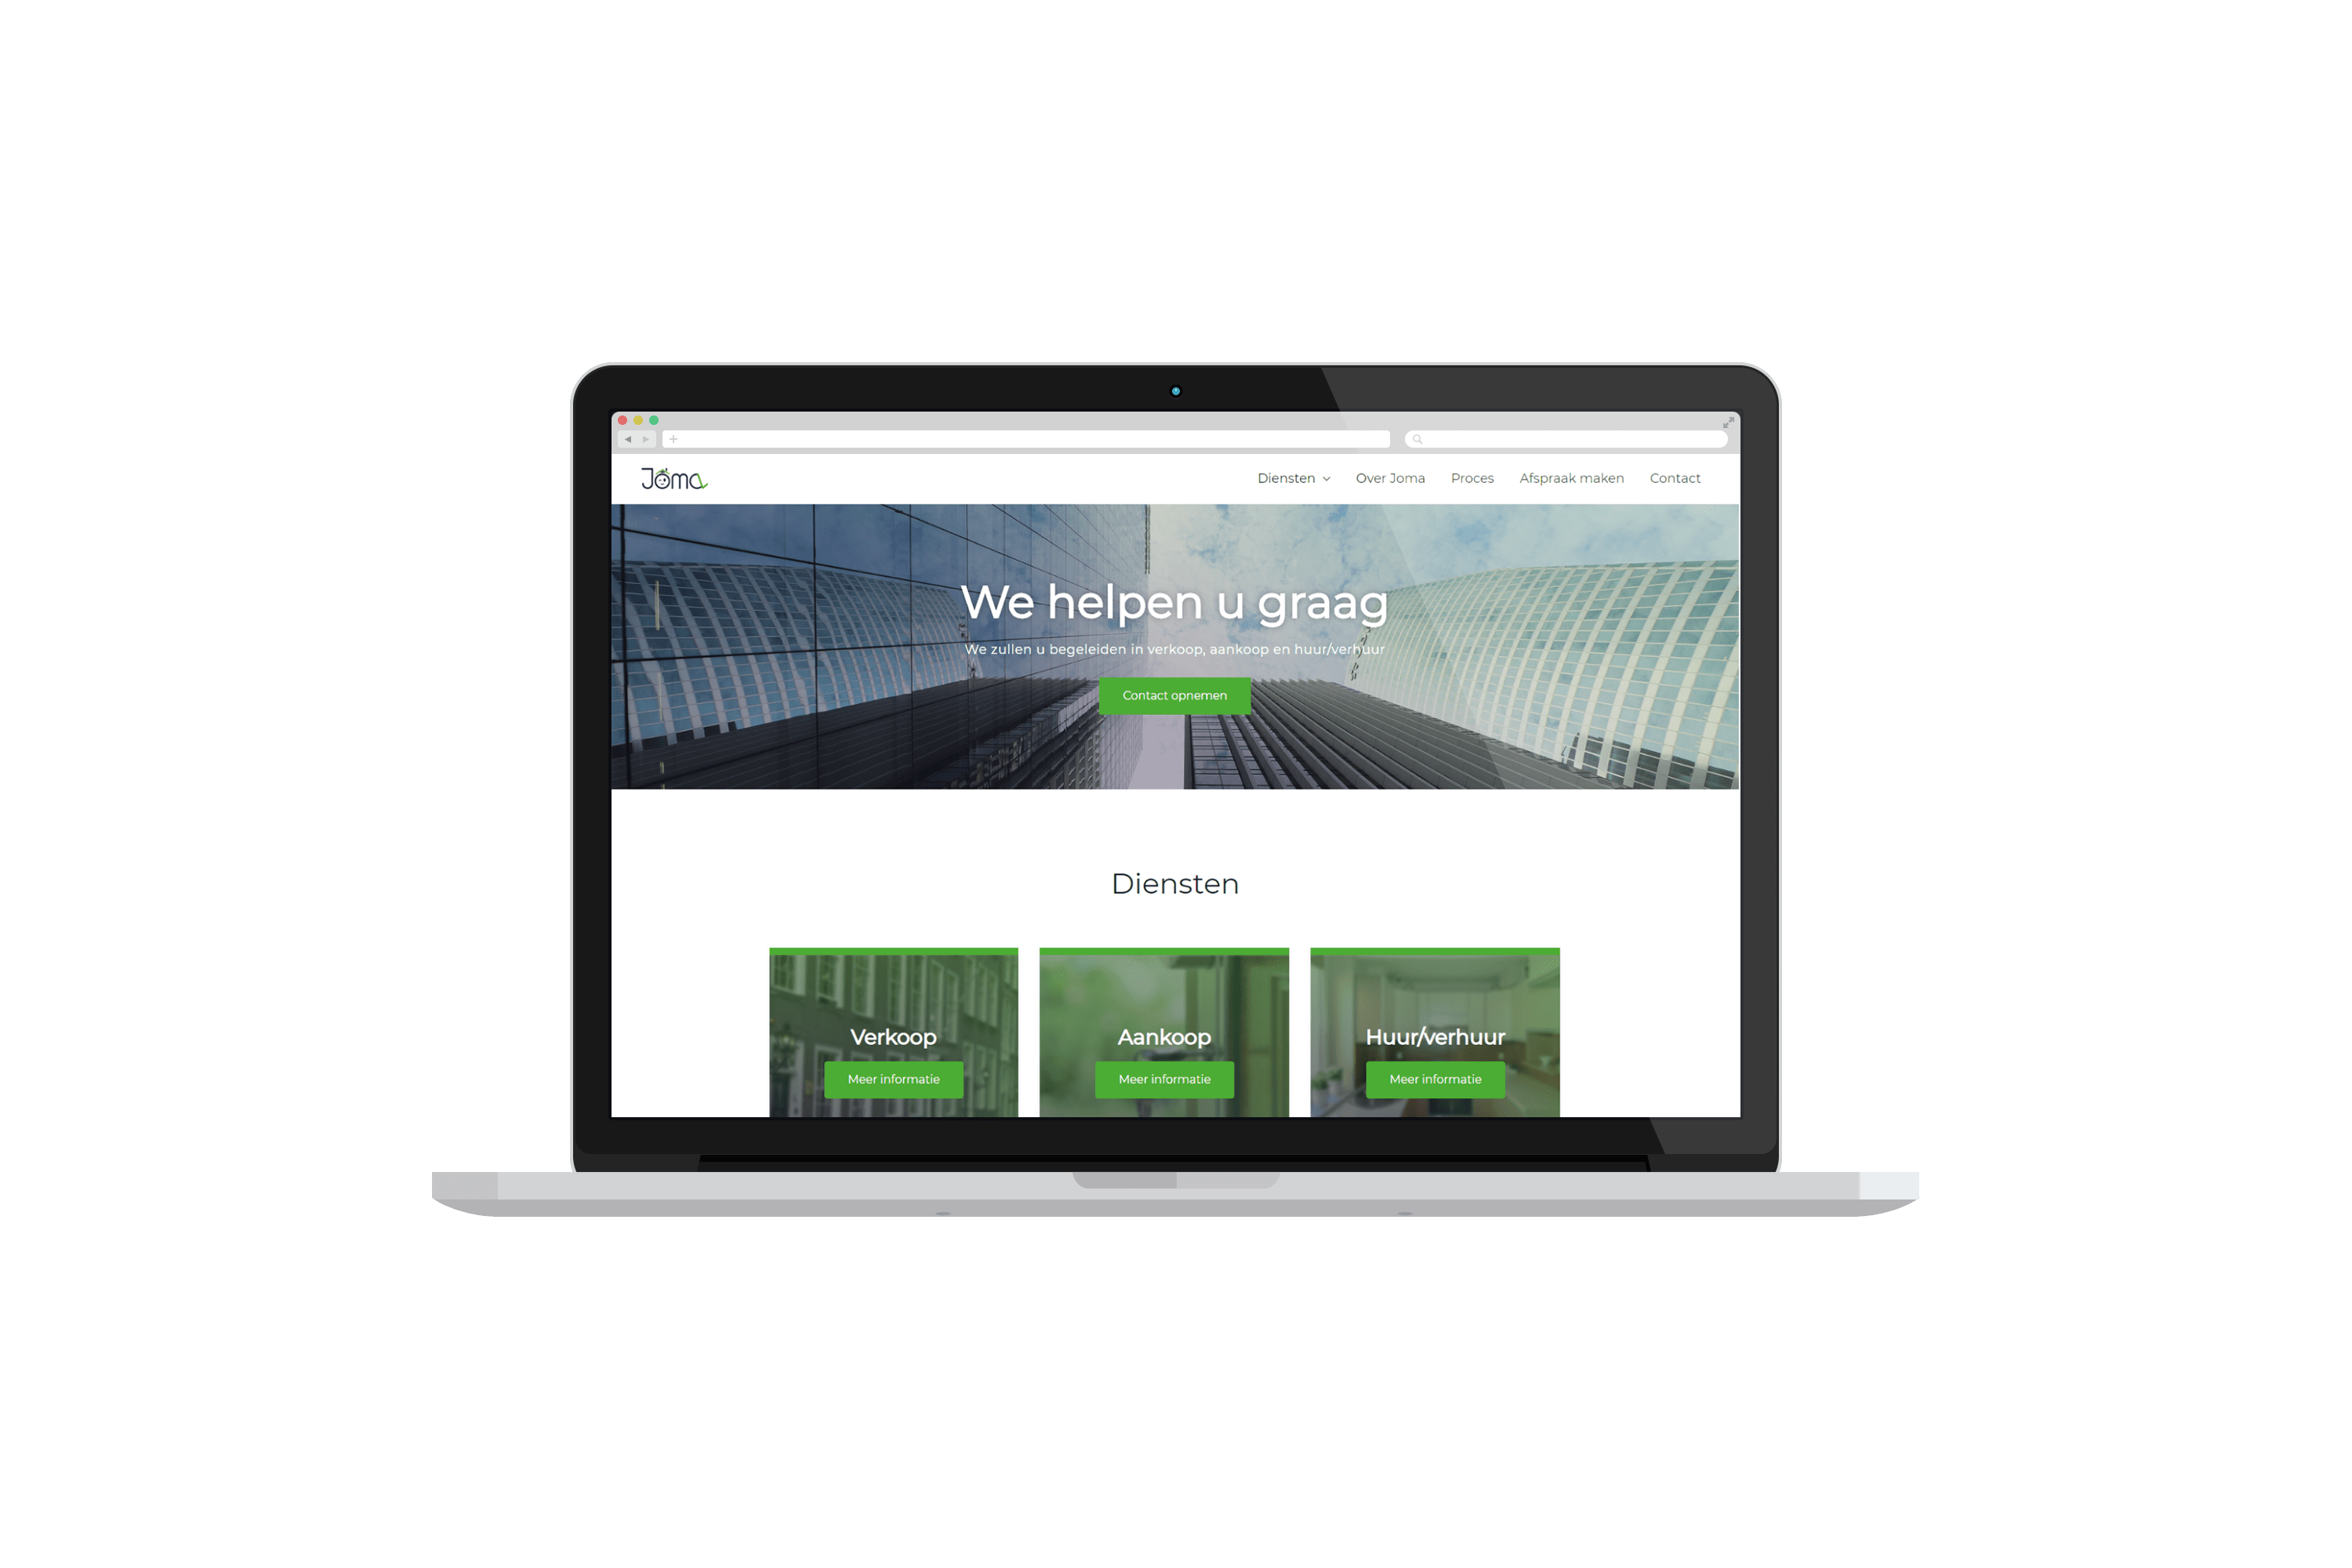 Joma
Diensten Over Joma Proces Afspraak maken Contact
We helpen u graag
We zullen u begeleiden in verkoop, aankoop en huur/verhuur
Contact opnemen
Diensten
Verkoop Aankoop Huur/verhuur
Meer informatie Meer informatie Meer informatie